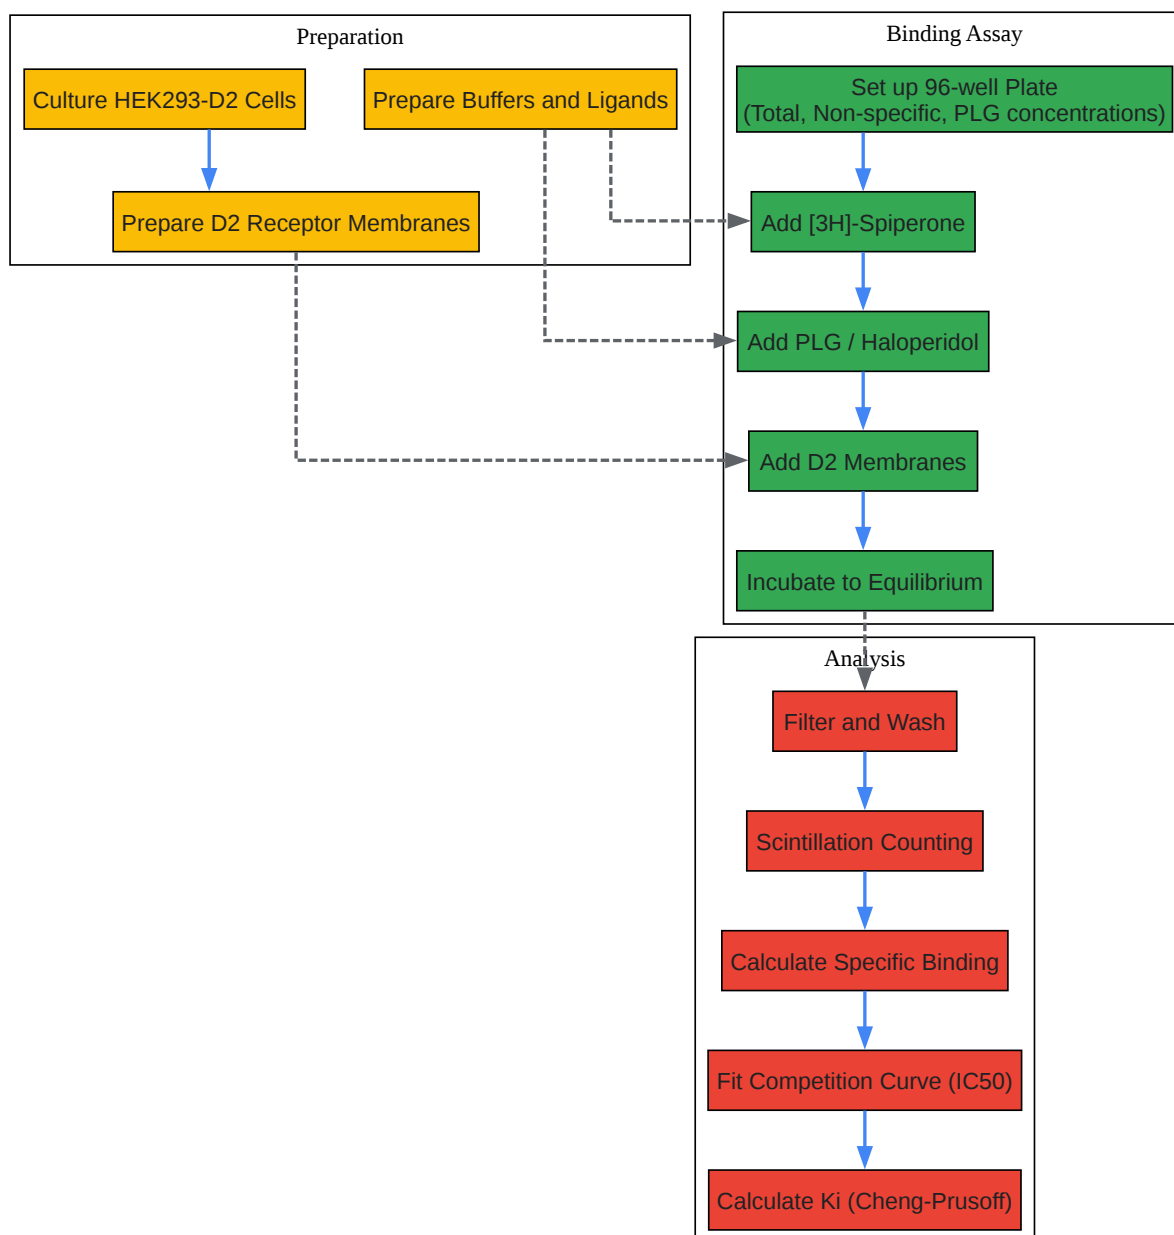 Preparation
Culture HEK293-D2 Cells
Prepare Buffers and Ligands
Prepare D2 Receptor Membranes
Binding Assay
Set up 96-well Plate
(Total, Non-specific, PLG concentrations)
Add [3H]-Spiperone
Add PLG / Haloperidol
Add D2 Membranes
Incubate to Equilibrium
Analysis
Filter and Wash
Scintillation Counting
Calculate Specific Binding
Fit Competition Curve (IC50)
Calculate Ki (Cheng-Prusoff)